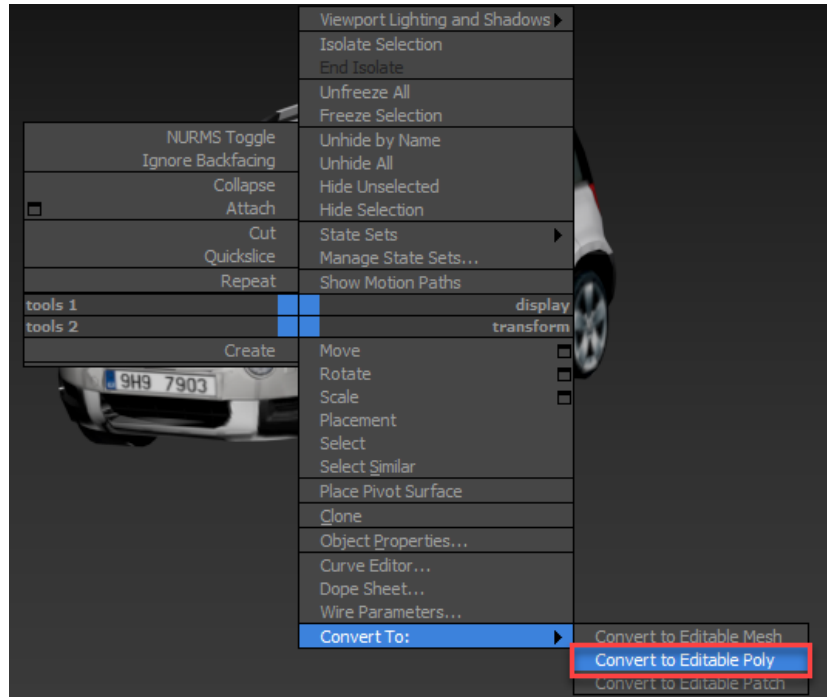 Viewport Lighting and Shadows
Isolate Selection
End Isolate
Unfreeze All
Freeze Selection
Unhide by Name
Unhide All
Hide Unselected
Hide Selection
State Sets
Manage State Sets...
Show Motion Paths
display
transform
NURMS Toggle
Ignore Backfacing
Collapse
Attach
Cut
Quickslice
Repeat
tools 1
tools 2
Create
9H9 7903
Move
Rotate
Scale
Placement
Select
Select Similar
Place Pivot Surface
Clone
Object Properties...
Curve Editor...
Dope Sheet...
Wire Parameters...
Convert To:
Convert to Editable Mesh
Convert to Editable Poly
Convert to Editable Patch